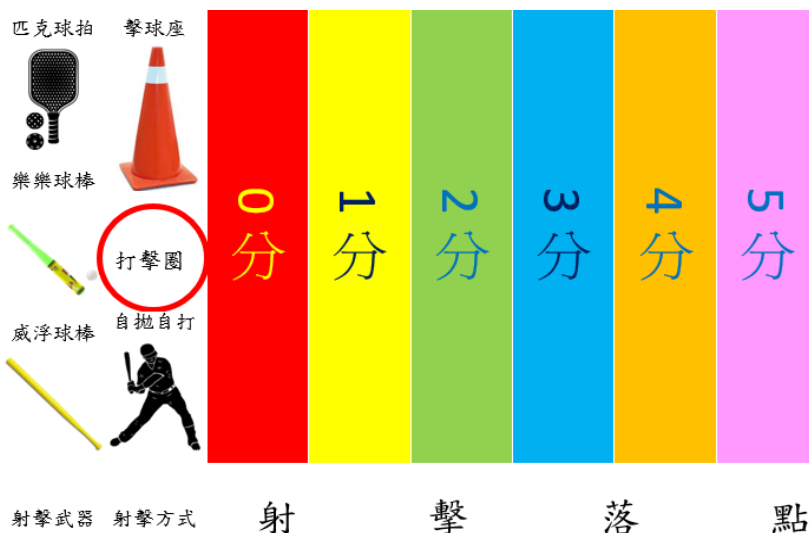 匹克球拍
擊球座
樂樂球棒
打擊圈
威浮球棒
自拋自打
0分
1分
2分
3分
4分
5分
射擊武器
射擊方式
射擊落點